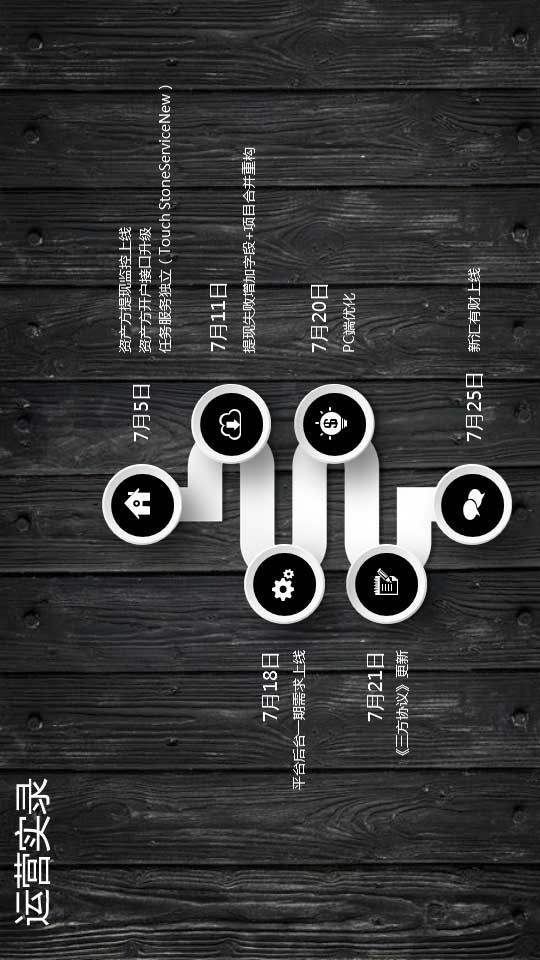 运营实录
7月5日
资产方提现监控上线
资产方开户接口升级
任务服务独立（Touch StoneServiceNew）
7月11日
提现失败增加字段+项目合并重构
7月18日
平台后台一期需求上线
7月20日
PC端优化
7月21日
《三方协议》更新
7月25日
新汇有财上线